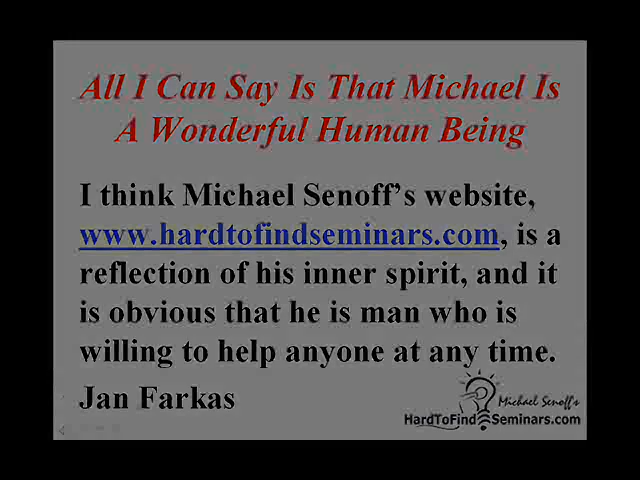 All I Can Say Is That Michael Is
A Wonderful Human Being
I think Michael Senoff's website,
www.hardtofindseminars.com, is a
reflection of his inner spirit, and it
is obvious that he is man who is
willing to help anyone at any time.
Jan Farkas
Michael Senoff's
HardToFindSeminars.com